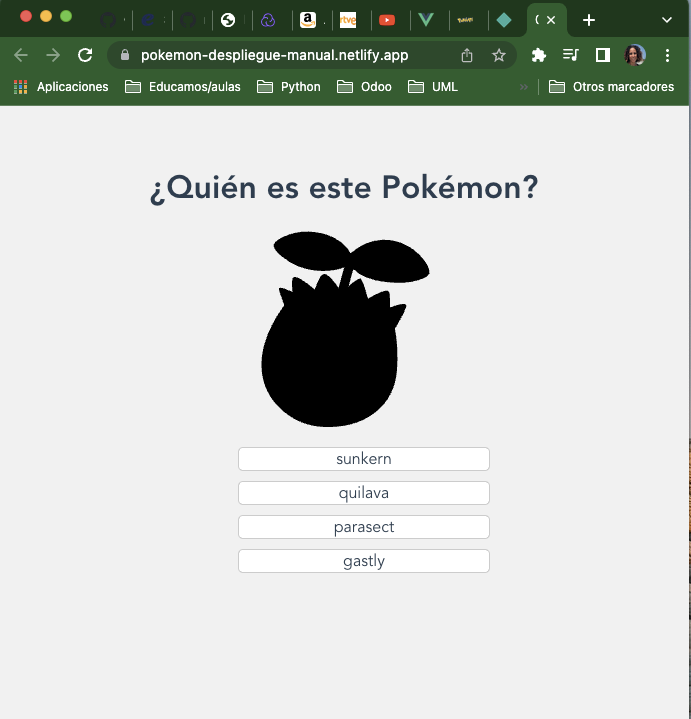 pokemon-despliegue-manual.netlify.app
Aplicaciones Educamos/aulas Python Odoo UML » Otros marcadores
¿Quién es este Pokémon?
sunkern
quilava
parasect
gastly